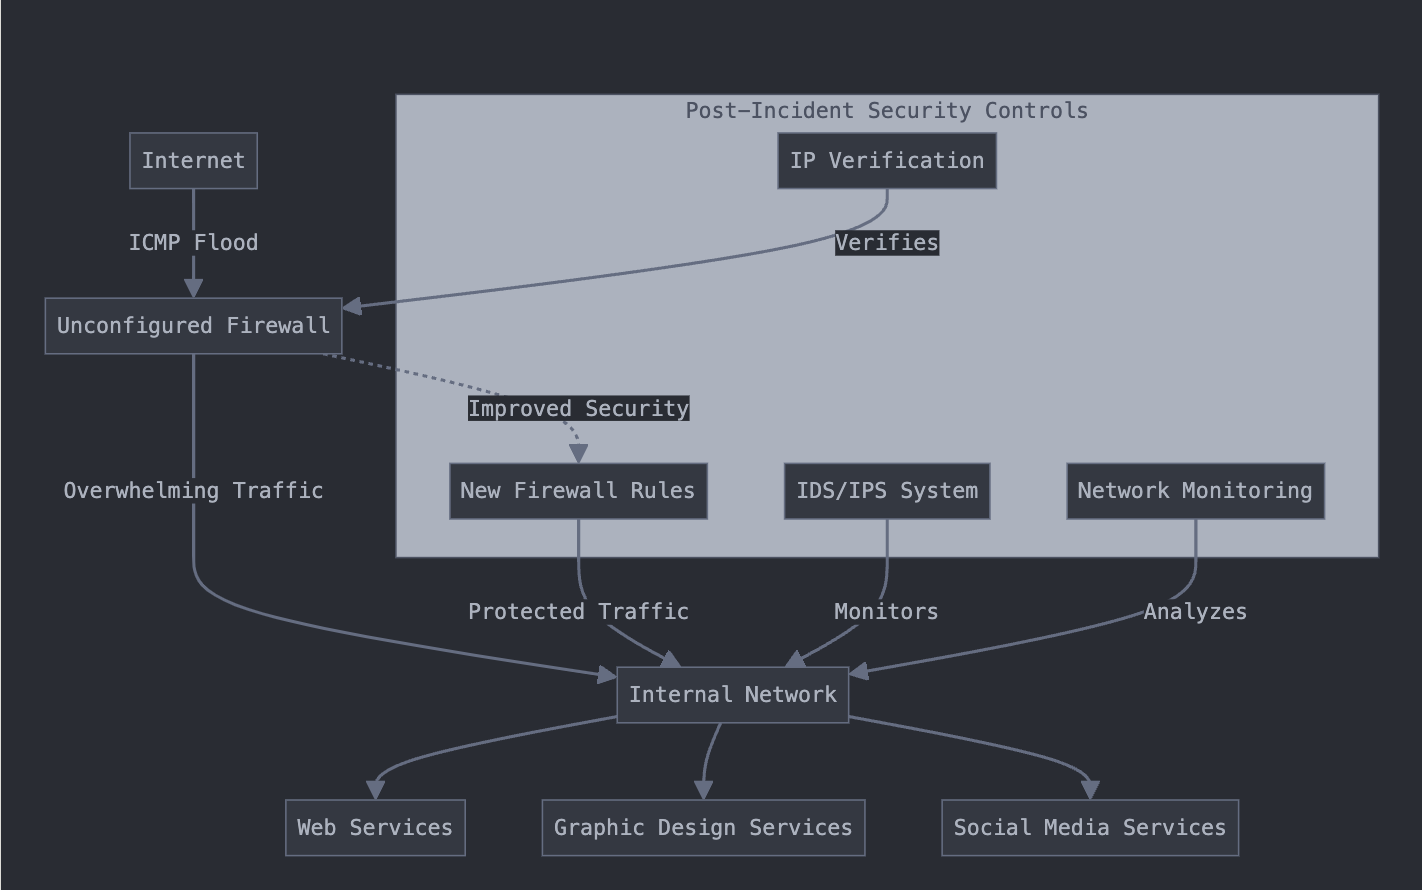 Post-Incident Security Controls
Internet
IP Verification
ICMP Flood
Verifies
Unconfigured Firewall
Improved Security
Overwhelming Traffic
New Firewall Rules
IDS/IPS System
Network Monitoring
Protected Traffic
Monitors
Analyzes
Internal Network
Web Services
Graphic Design Services
Social Media Services